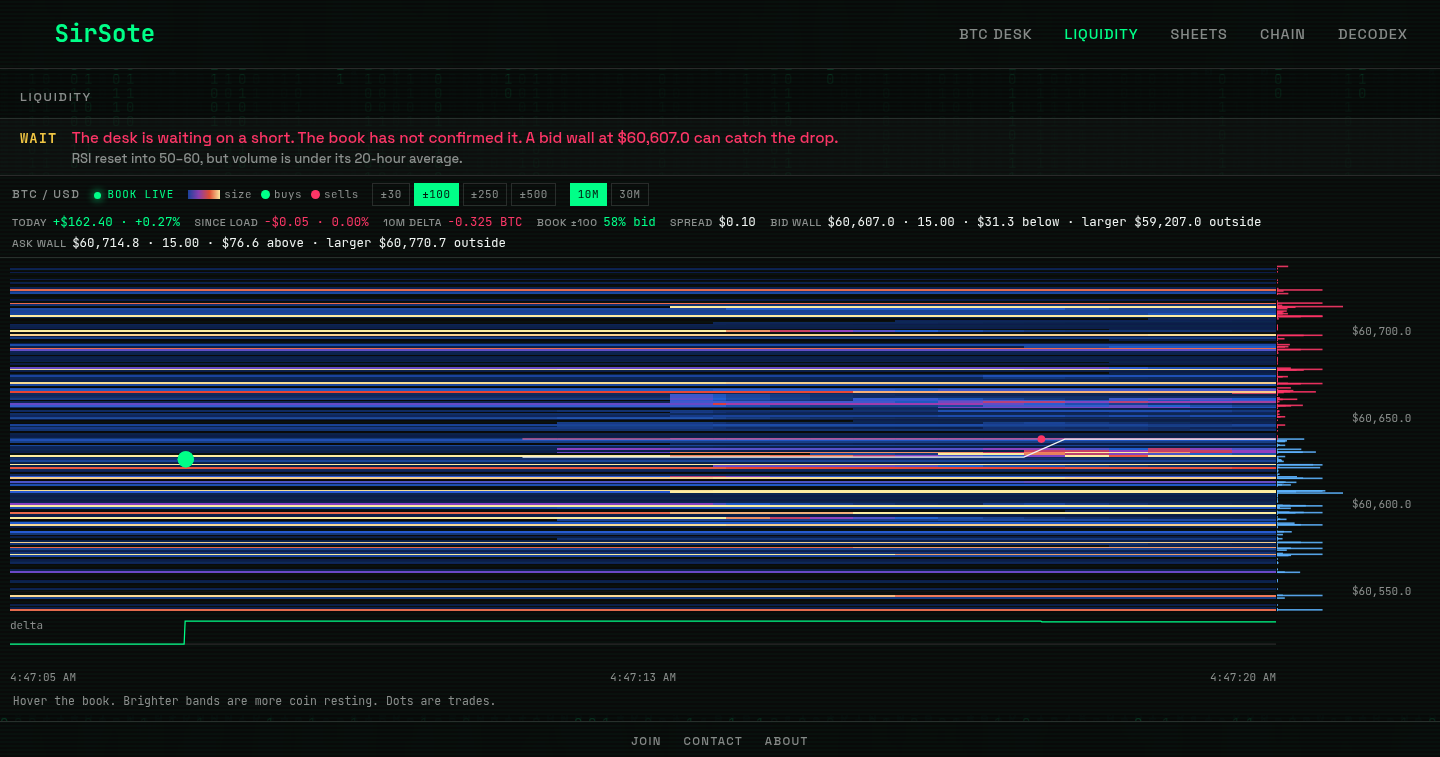 SirSote
BTC DESK LIQUIDITY SHEETS CHAIN DECODEX
LIQUIDITY
WAIT The desk is waiting on a short. The book has not confirmed it. A bid wall at $60,607.0 can catch the drop.
RSI reset into 50–60, but volume is under its 20-hour average.
BTC / USD BOOK LIVE size buys sells ±30 ±100 ±250 ±500 10M 30M
TODAY +$162.40 · +0.27% SINCE LOAD -$0.05 · 0.00% 10M DELTA -0.325 BTC BOOK ±100 58% bid SPREAD $0.10 BID WALL $60,607.0 · 15.00 · $31.3 below · larger $59,207.0 outside
ASK WALL $60,714.8 · 15.00 · $76.6 above · larger $60,770.7 outside
$60,700.0
$60,650.0
$60,600.0
$60,550.0
delta
4:47:05 AM 4:47:13 AM 4:47:20 AM
Hover the book. Brighter bands are more coin resting. Dots are trades.
JOIN CONTACT ABOUT